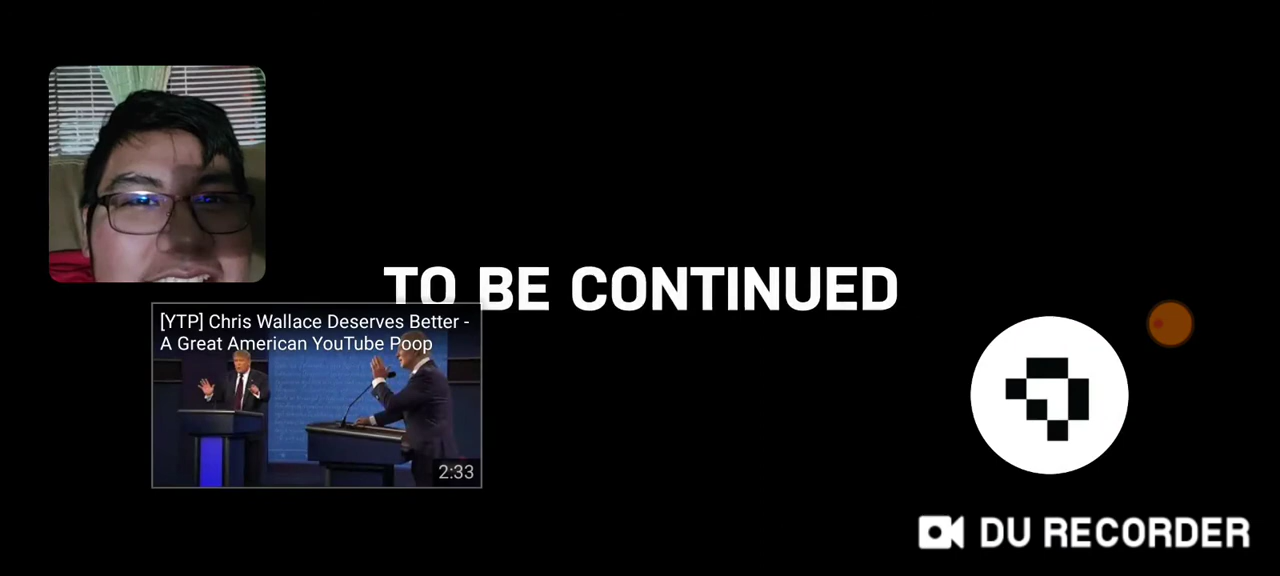 TO BE CONTINUED
[YTP] Chris Wallace Deserves Better -
A Great American YouTube Poop
2:33
DU RECORDER